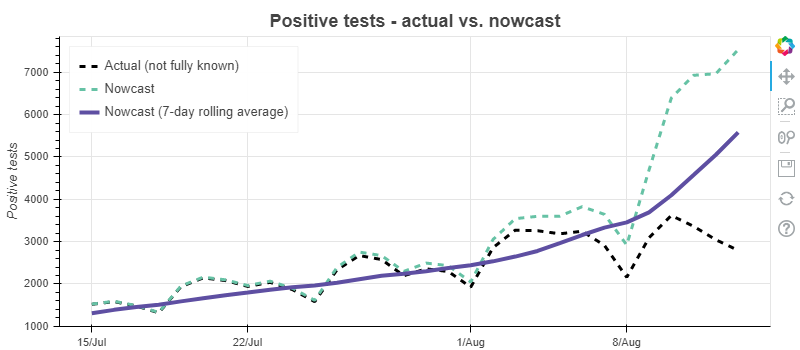 Positive tests - actual vs. nowcast
Actual (not fully known)
Nowcast
Nowcast (7-day rolling average)
Positive tests
7000
6000
5000
4000
3000
2000
1000
15/Jul
22/Jul
1/Aug
8/Aug